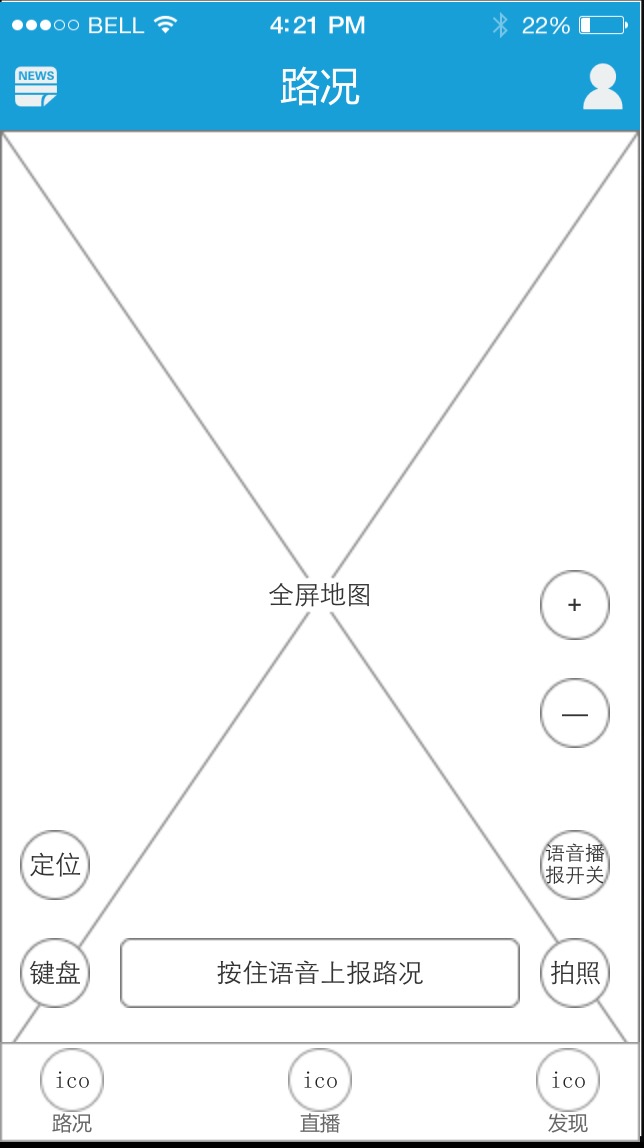 BELL 4:21 PM 22%
NEWS 路况
全屏地图
+
—
定位
语音播
报开关
键盘 按住语音上报路况 拍照
ico ico ico
路况 直播 发现